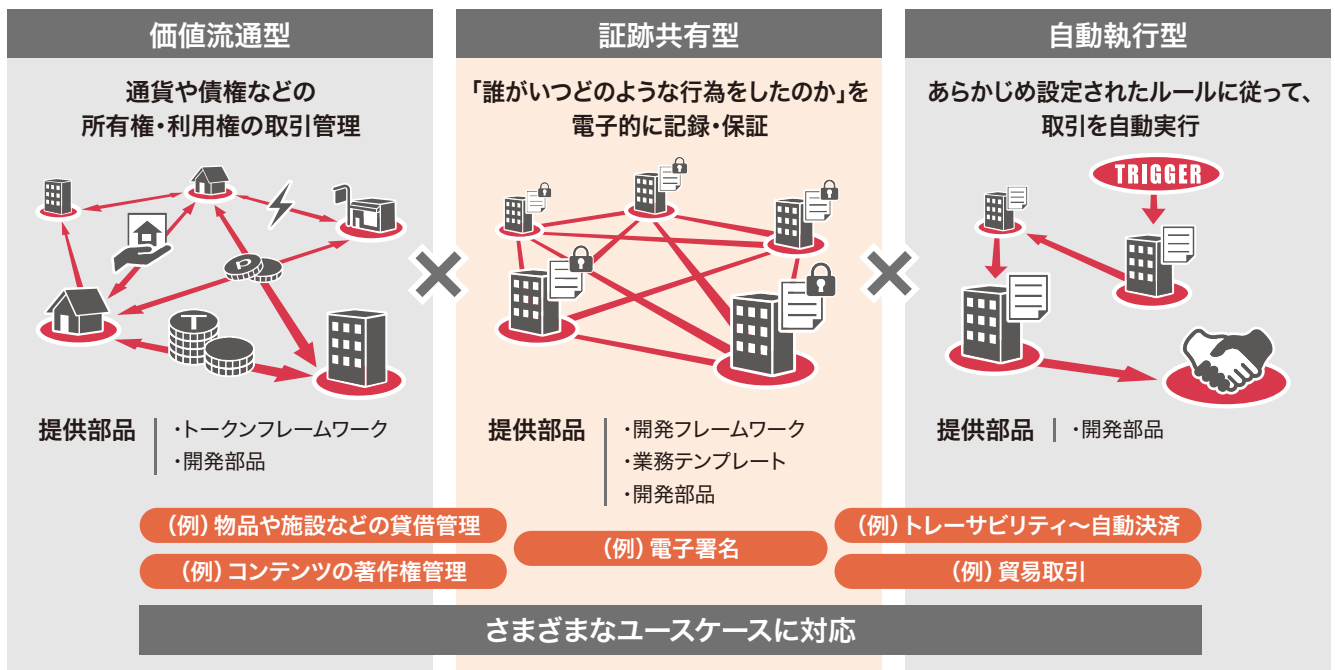 価値流通型
通貨や債権などの
所有権・利用権の取引管理
P
T
提供部品
・トークンフレームワーク
・開発部品
証跡共有型
「誰がいつどのような行為をしたのか」を
電子的に記録・保証
提供部品
・開発フレームワーク
・業務テンプレート
・開発部品
自動執行型
あらかじめ設定されたルールに従って、
取引を自動実行
TRIGGER
提供部品
・開発部品
（例）物品や施設などの貸借管理
（例）コンテンツの著作権管理
（例）電子署名
（例）トレーサビリティ～自動決済
（例）貿易取引
さまざまなユースケースに対応